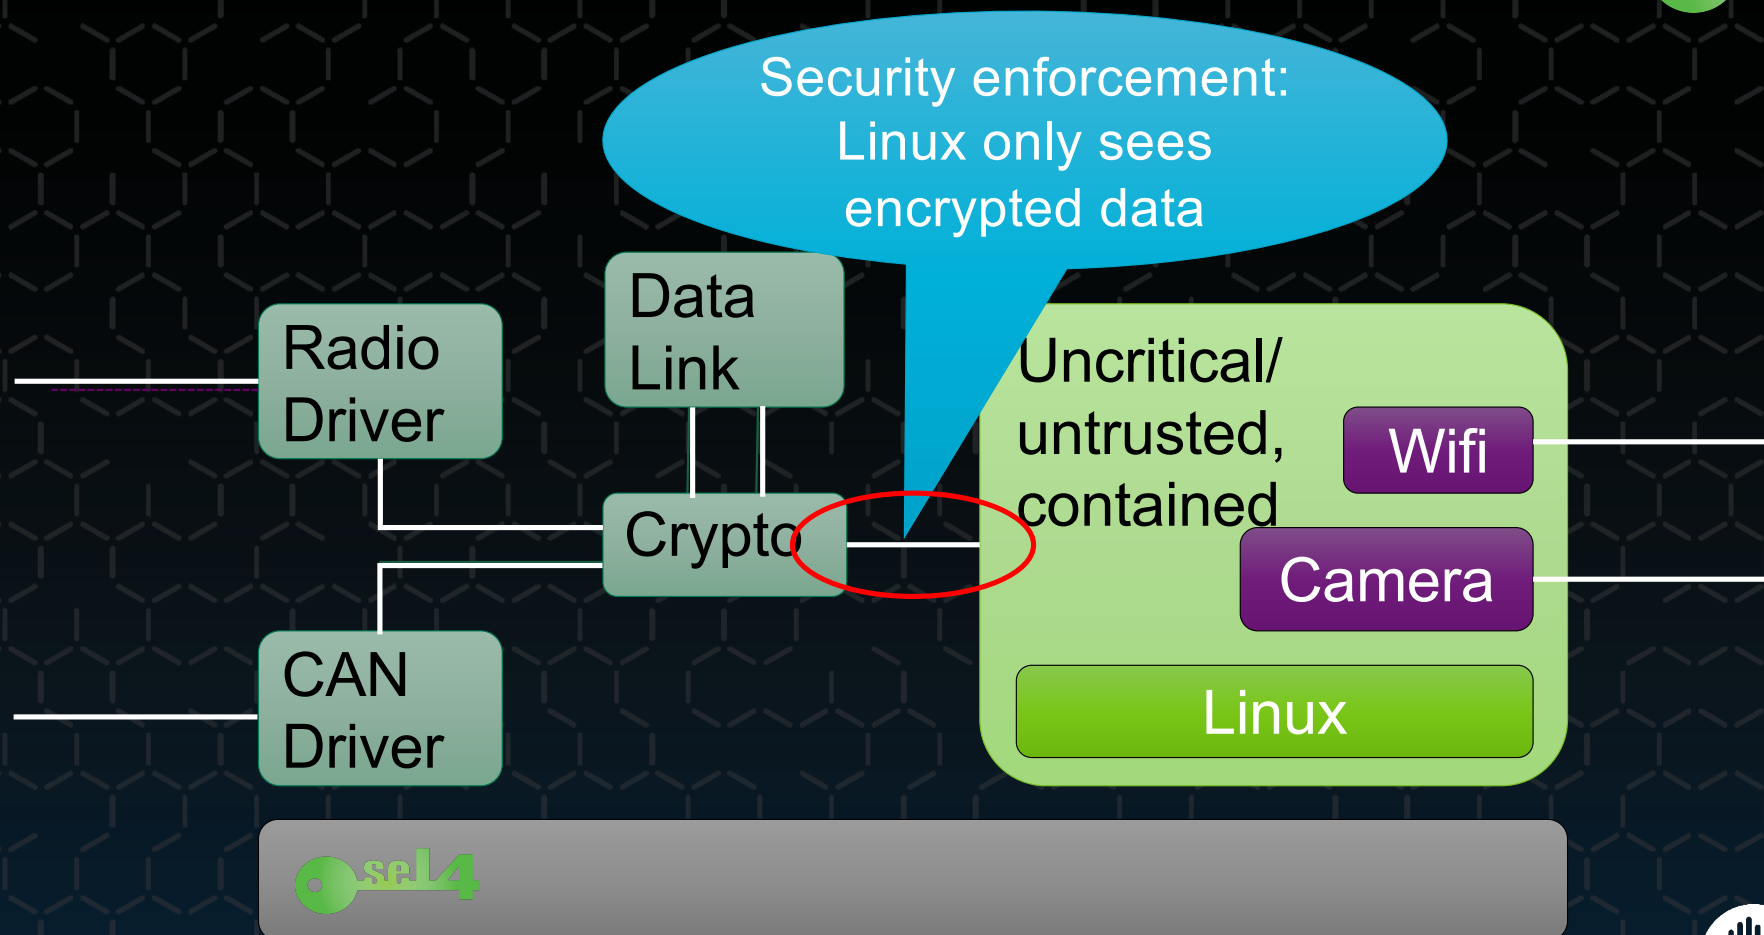 Security enforcement:
Linux only sees
encrypted data
Data
Link
Radio
Driver
Uncritical/
untrusted,
contained
Wifi
Crypto
Camera
CAN
Driver
Linux
seL4